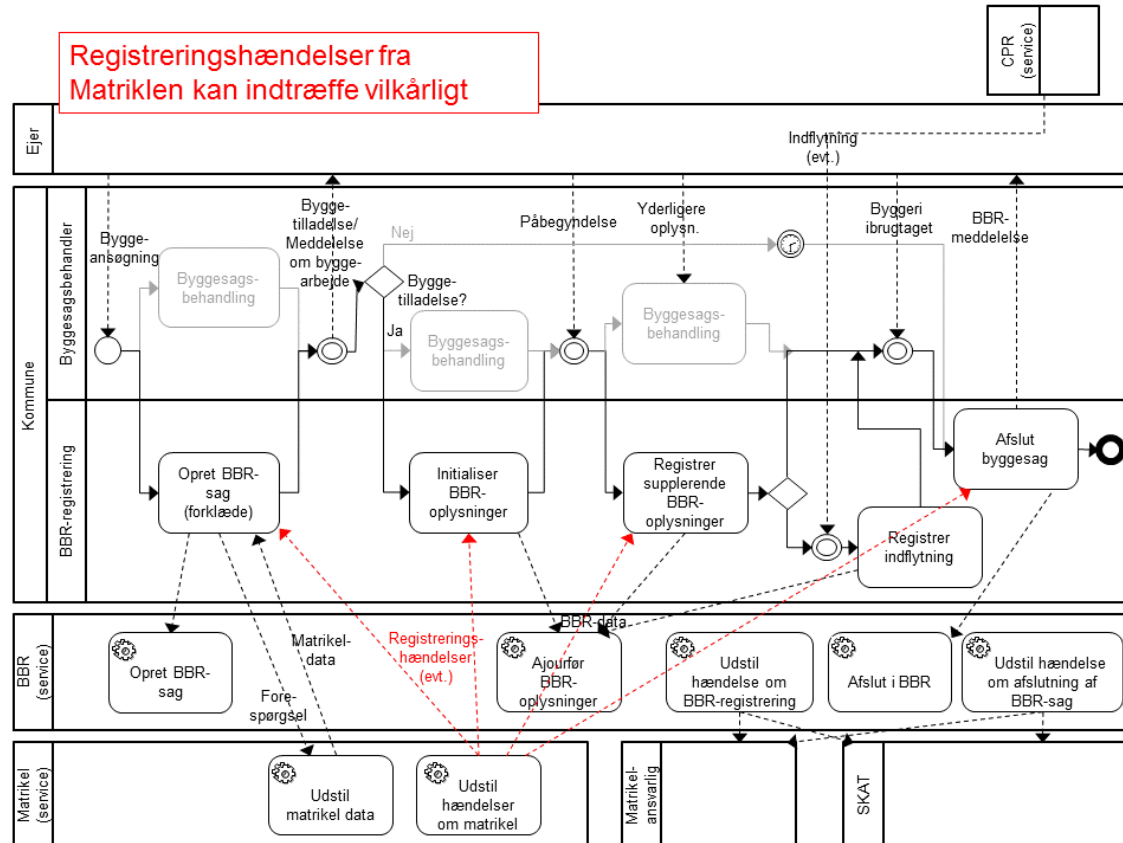 Registreringshændelser fra
Matriklen kan indtræffe vilkårligt
CPR
(service)
Ejer
Indflytning
(evt.)
Kommune
Byggesagsbehandler
Bygge-
ansøgning
Byggesags-
behandling
Bygge-
tilladelse/
Meddelelse
om bygge-
arbejde
Nej
Bygge-
tilladelse?
Ja
Byggesags-
behandling
Påbegyndelse
Yderligere
oplysn.
Byggesags-
behandling
Byggeri
ibrugtaget
BBR-
meddelelse
BBR-registrering
Opret BBR-
sag
(forklæde)
Initialiser
BBR-
oplysninger
Registrer
supplerende
BBR-
oplysninger
Registrer
indflytning
Afslut
byggesag
BBR
(service)
Opret BBR-
sag
Matrikel-
data
Fore-
spørgsel
Registrerings-
hændelser
(evt.)
BBR-data
Ajourfør
BBR-
oplysninger
Udstil
hændelse om
BBR-registrering
Afslut i BBR
Udstil hændelse
om afslutning af
BBR-sag
Matrikel
(service)
Udstil
matrikel data
Udstil
hændelser
om matrikel
Matrikel-
ansvarlig
SKAT